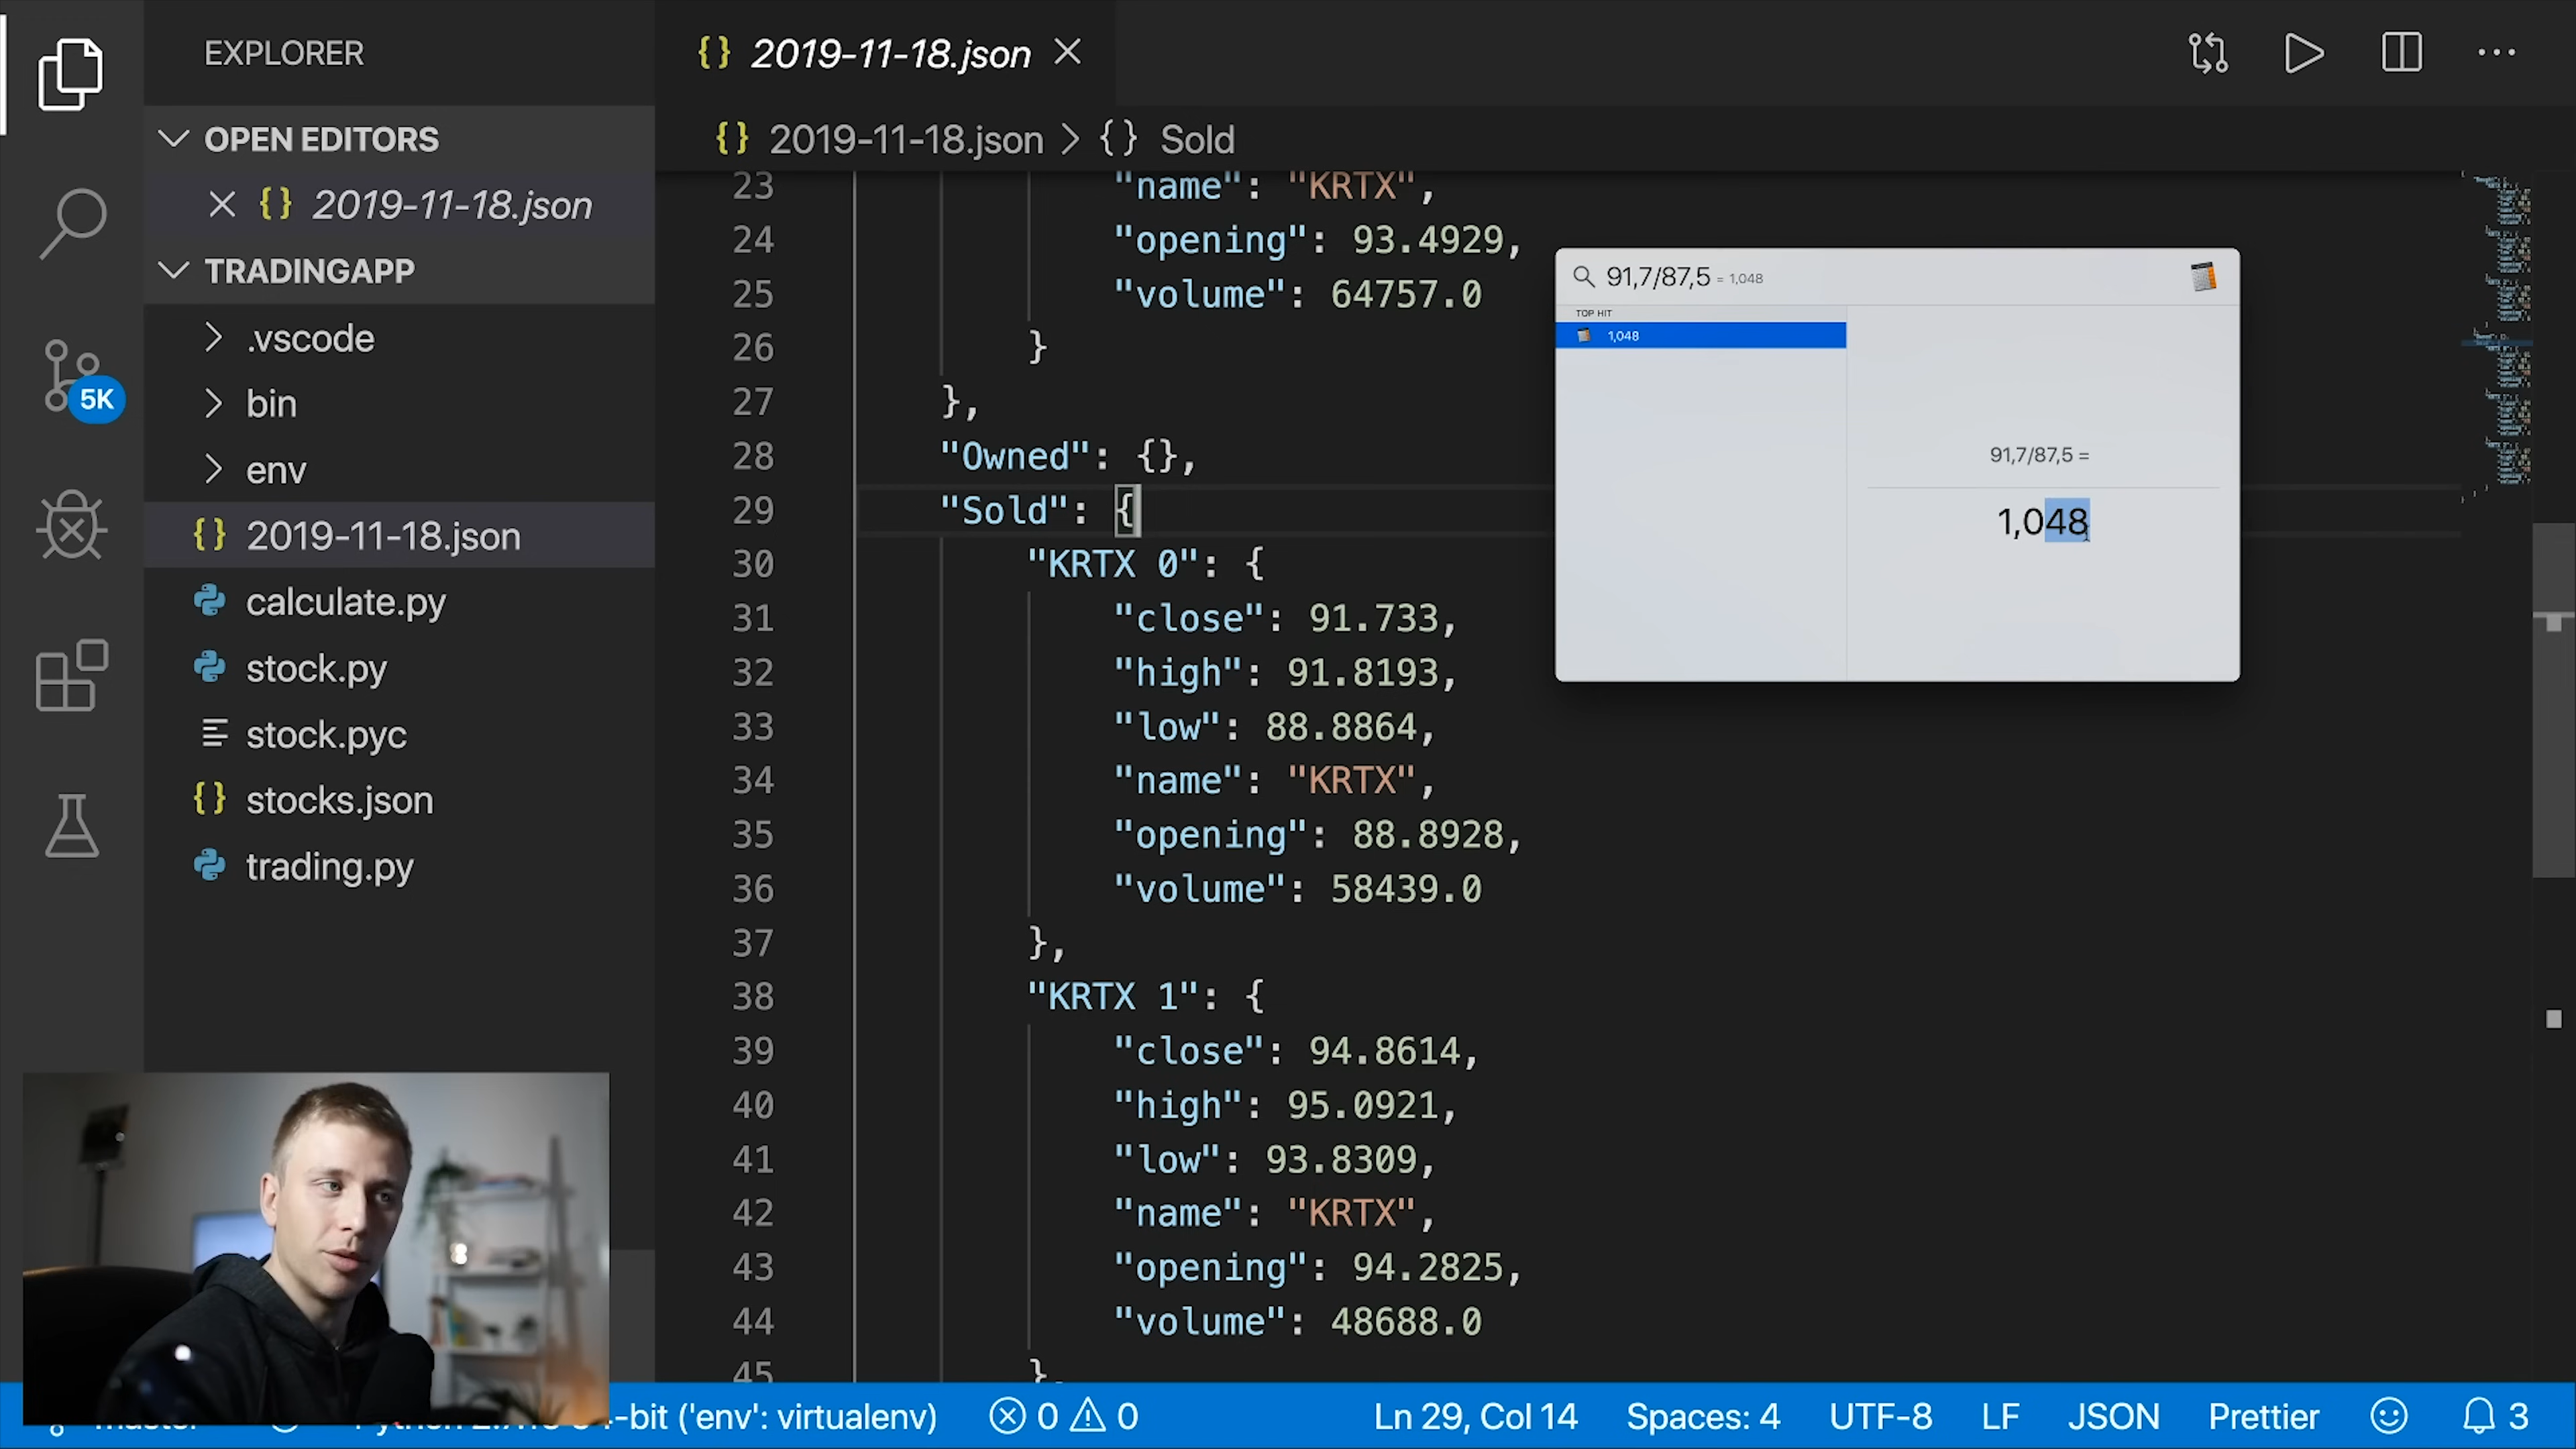 EXPLORER
OPEN EDITORS
2019-11-18.json
TRADINGAPP
.vscode
bin
env
2019-11-18.json
calculate.py
stock.py
stock.pyc
stocks.json
trading.py
5K
{} 2019-11-18.json
{} 2019-11-18.json > {} Sold
23 "name": "KRTX",
24 "opening": 93.4929,
25 "volume": 64757.0
26 }
27 },
28 "Owned": {},
29 "Sold": {
30 "KRTX 0": {
31 "close": 91.733,
32 "high": 91.8193,
33 "low": 88.8864,
34 "name": "KRTX",
35 "opening": 88.8928,
36 "volume": 58439.0
37 },
38 "KRTX 1": {
39 "close": 94.8614,
40 "high": 95.0921,
41 "low": 93.8309,
42 "name": "KRTX",
43 "opening": 94.2825,
44 "volume": 48688.0
45 },
91,7/87,5 = 1,048
TOP HIT
1,048
91,7/87,5 =
1,048
-bit ('env': virtualenv) 0 0 Ln 29, Col 14 Spaces: 4 UTF-8 LF JSON Prettier 3